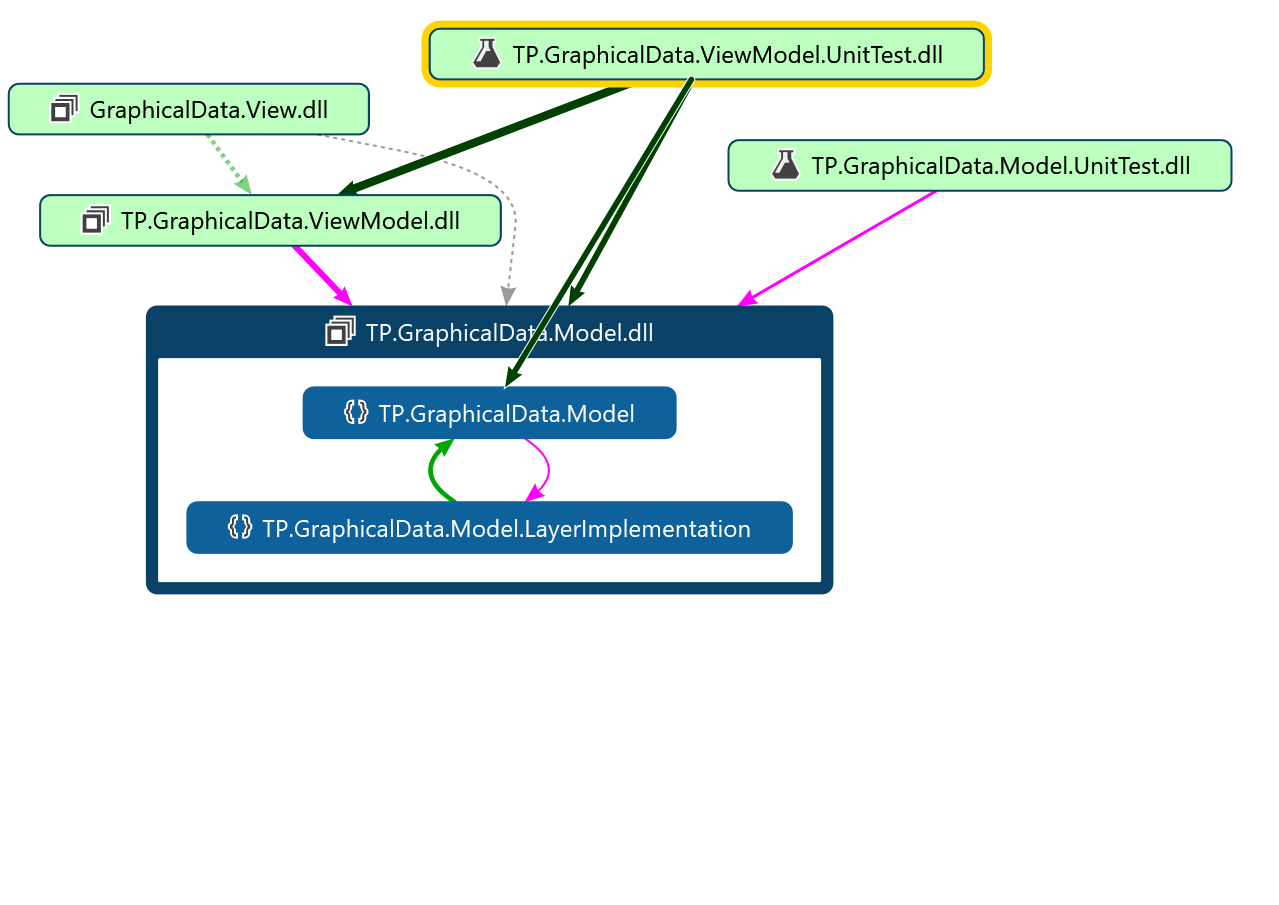 TP.GraphicalData.ViewModel.UnitTest.dll
GraphicalData.View.dll
TP.GraphicalData.Model.UnitTest.dll
TP.GraphicalData.ViewModel.dll
TP.GraphicalData.Model.dll
TP.GraphicalData.Model
TP.GraphicalData.Model.LayerImplementation